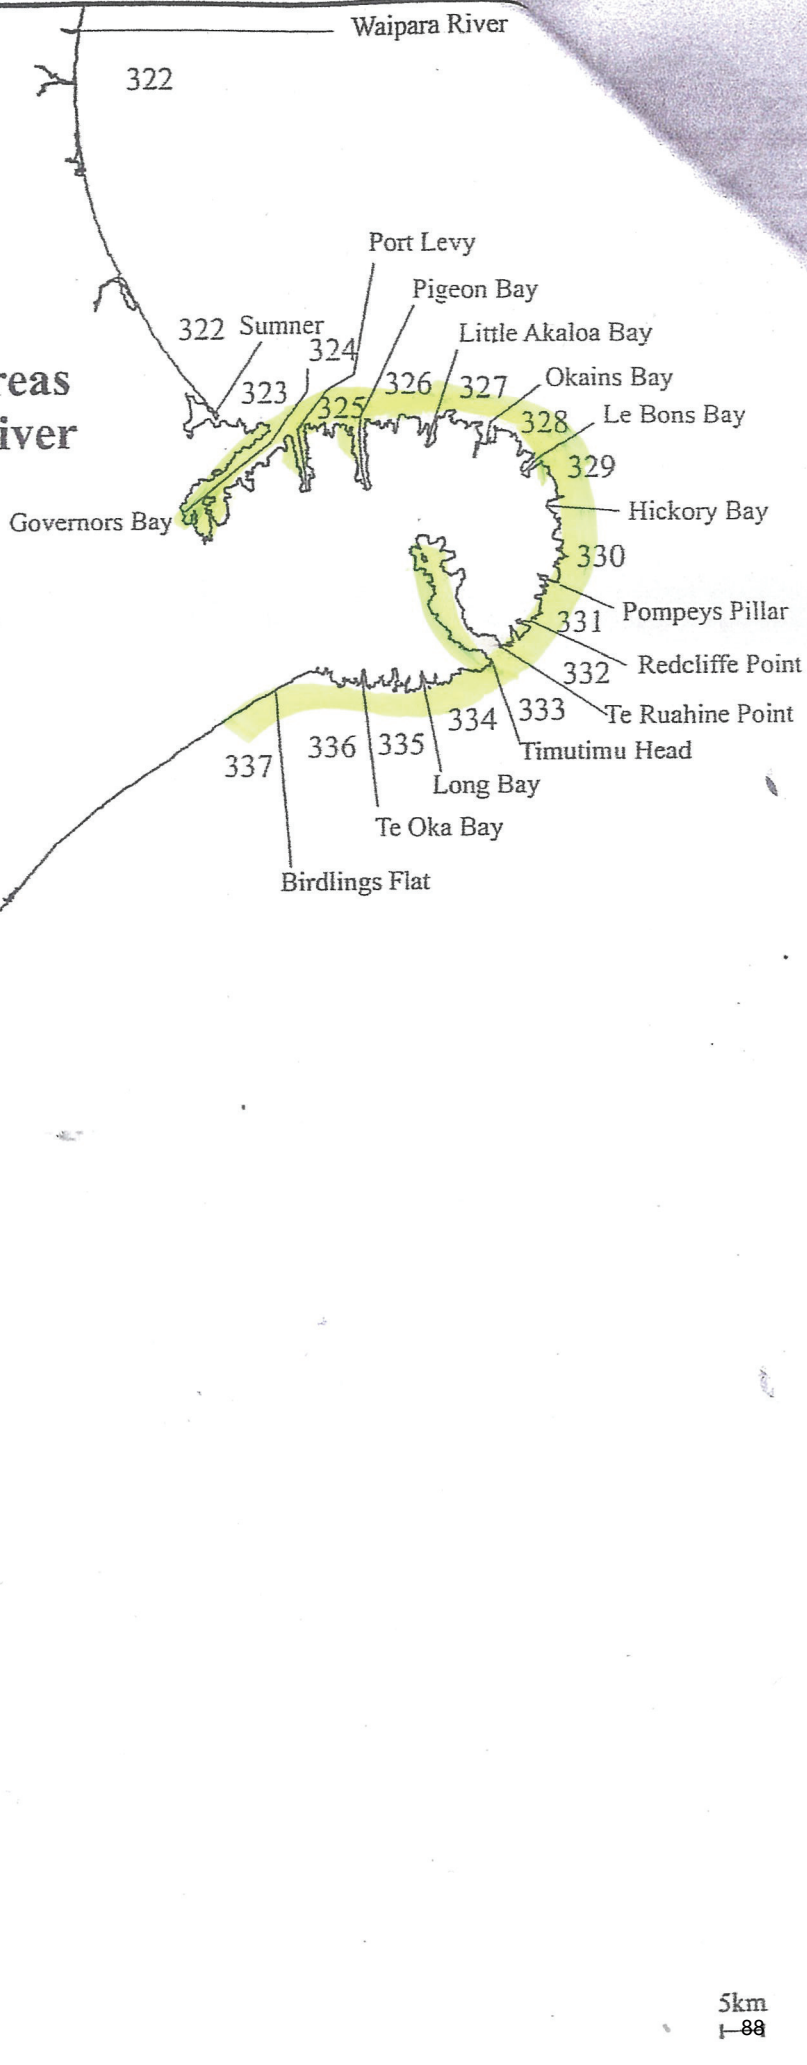 Waipara River
322
Port Levy
Pigeon Bay
322 Sumner
Little Akaloa Bay
324
reas
323
325
326
327
Okains Bay
328
Le Bons Bay
iver
329
Governors Bay
Hickory Bay
330
Pompeys Pillar
331
Redcliffe Point
332
333
Te Ruahine Point
334
336
335
Timutimu Head
337
Long Bay
Te Oka Bay
Birdlings Flat
5km
88